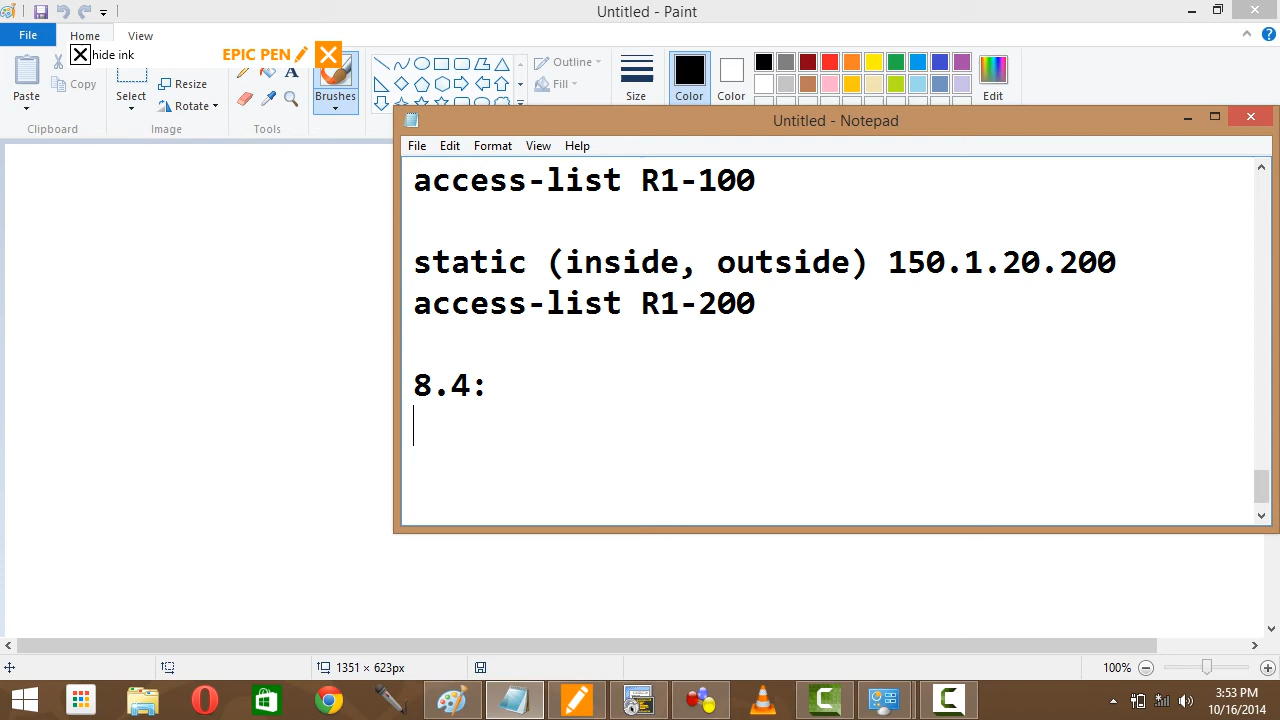 Untitled - Paint
File
Home
View
hide ink
EPIC PEN
Paste
Cut
Copy
Select
Resize
Rotate
Brushes
Outline
Fill
Size
Color
Color
Edit
Clipboard
Image
Tools
Untitled - Notepad
File Edit Format View Help
access-list R1-100
static (inside, outside) 150.1.20.200
access-list R1-200
8.4:
1351 × 623px
100%
3:53 PM
10/16/2014